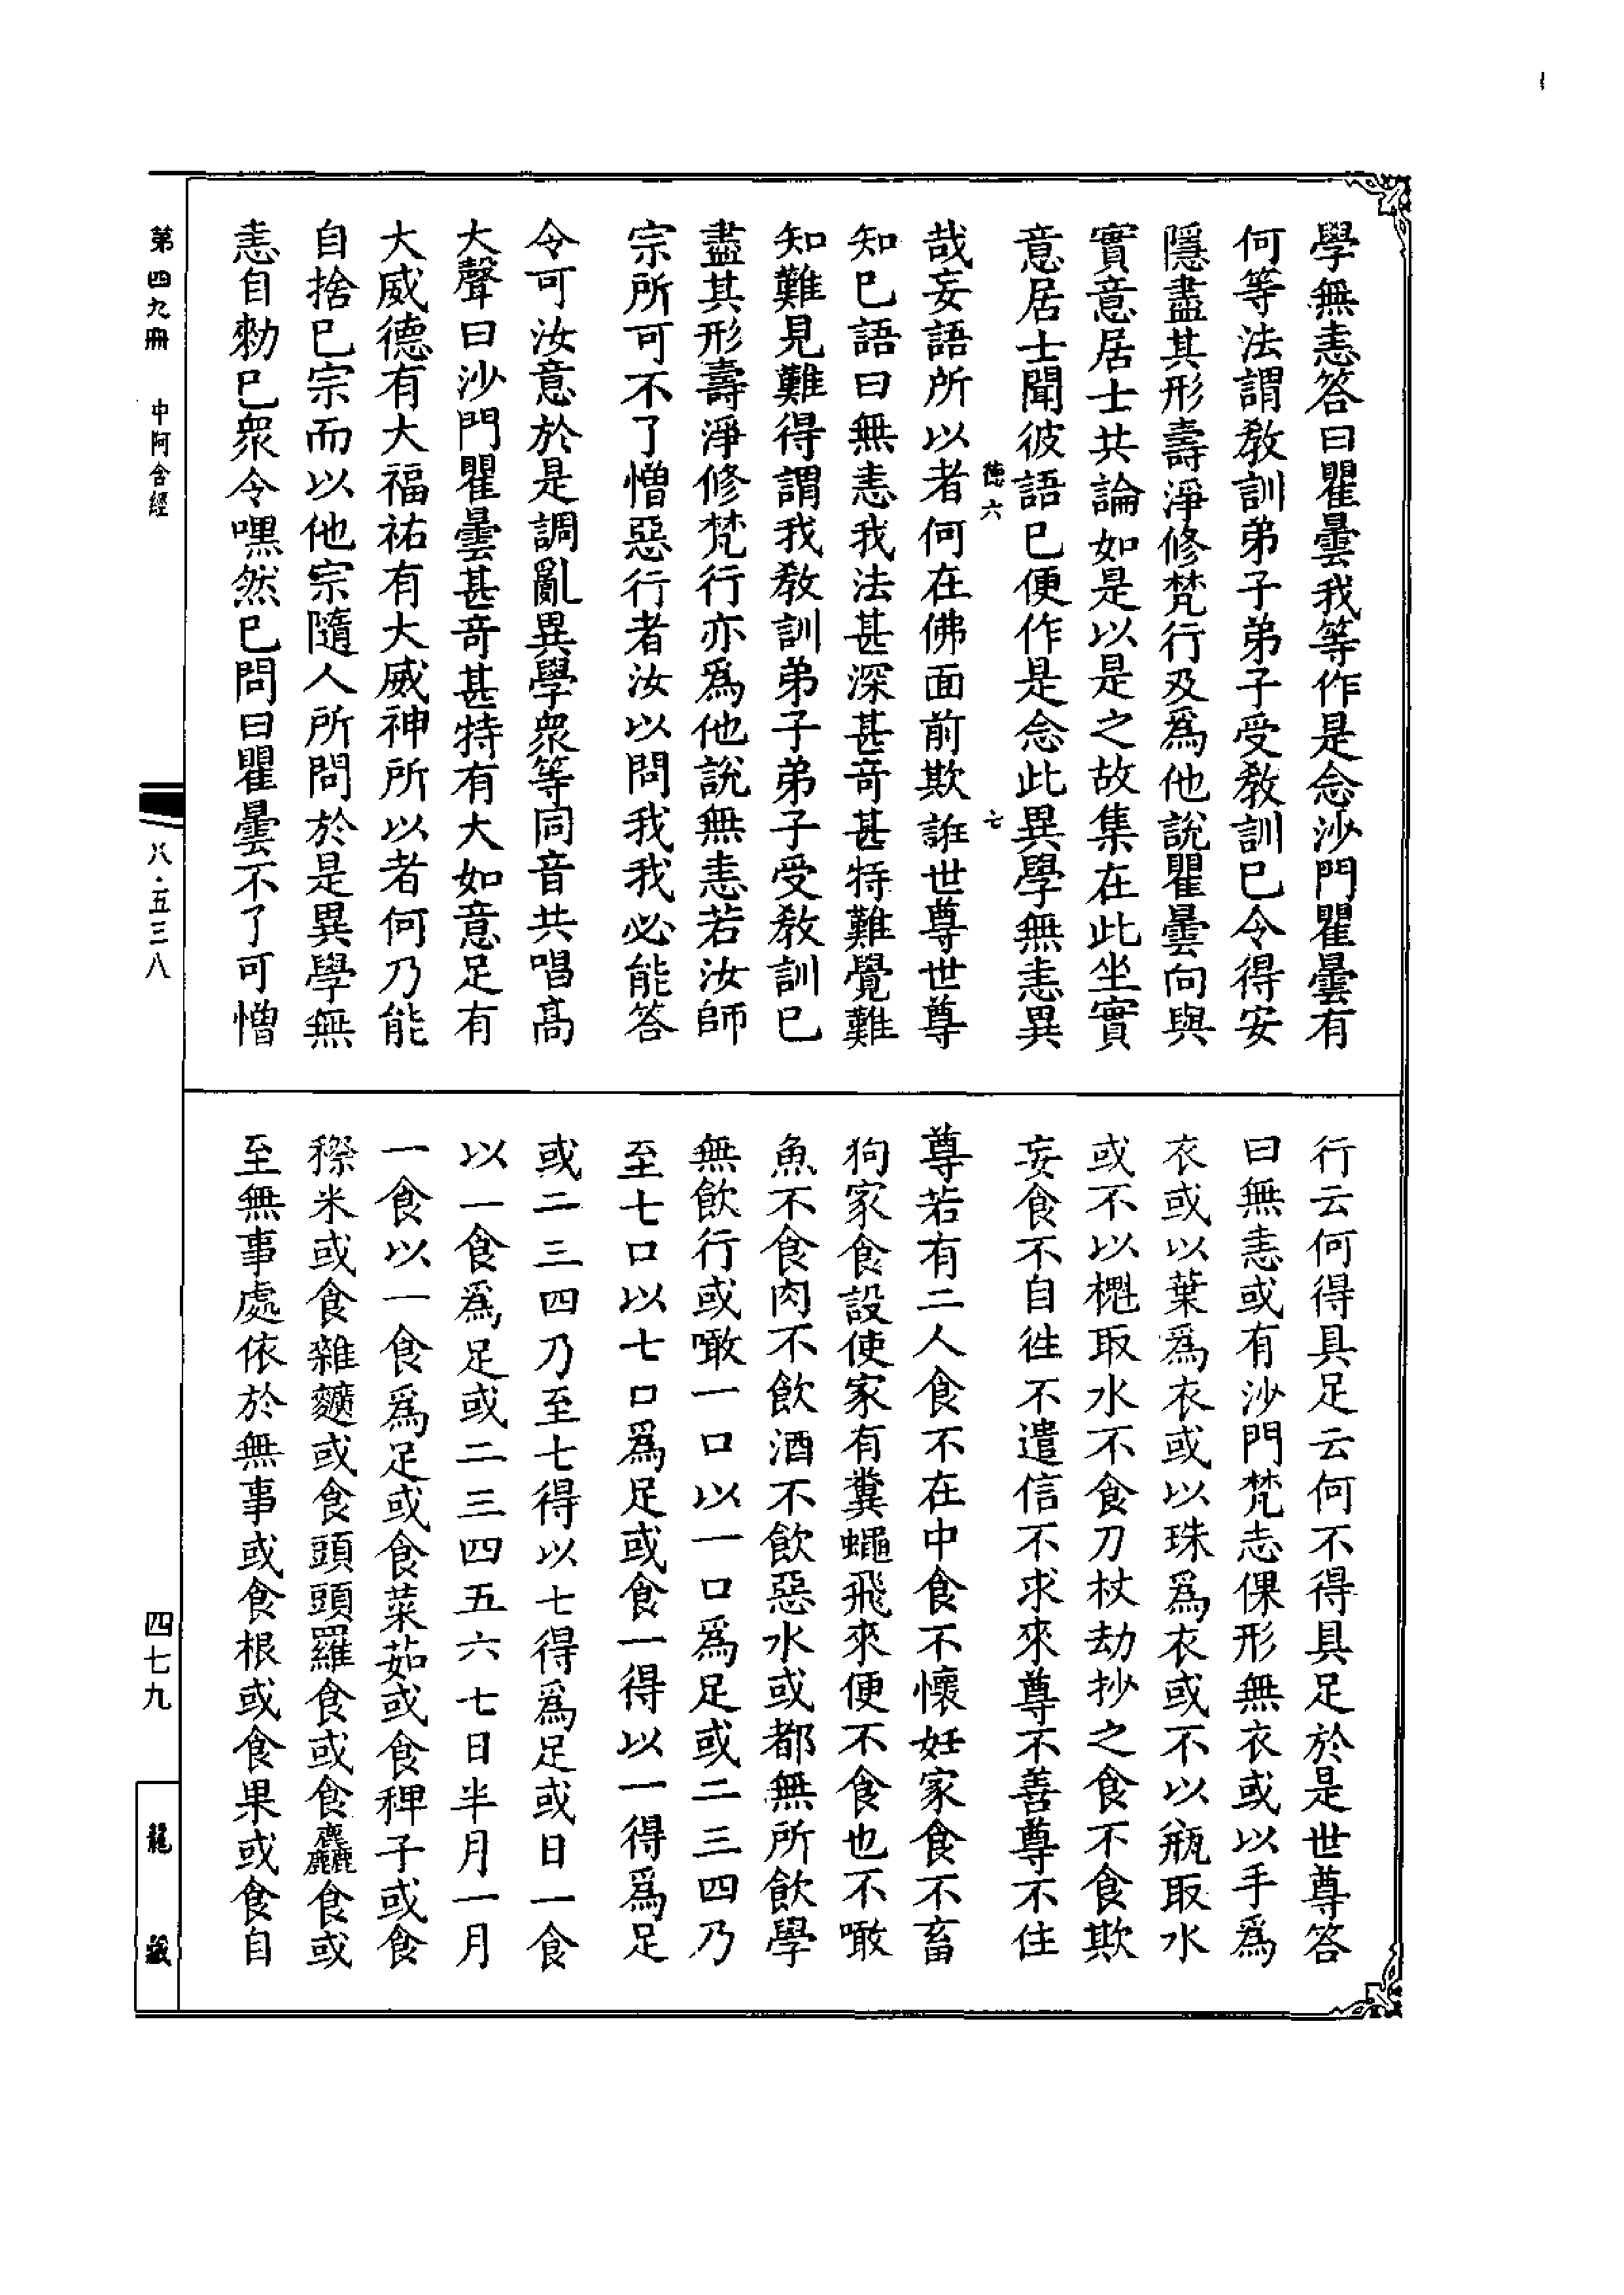 學無恚答曰瞿曇我等作是念沙門瞿曇有
何等法謂教訓弟子弟子受教訓已令得安
隱盡其形壽淨修梵行及爲他說瞿曇向與
實意居士共論如是以是之故集在此坐實
意居士聞彼語已便作是念此異學無恚異
德六 七
哉妄語所以者何在佛面前欺誑世尊世尊
知已語曰無恚我法甚深甚奇甚特難覺難
知難見難得謂我教訓弟子弟子受教訓已
盡其形壽淨修梵行亦爲他說無恚若汝師
宗所可不了憎惡行者汝以問我我必能答
令可汝意於是調亂異學衆等同音共唱高
大聲曰沙門瞿曇甚奇甚特有大如意足有
大威德有大福祐有大威神所以者何乃能
自捨已宗而以他宗隨人所問於是異學無
恚自勑已衆令嘿然已問曰瞿曇不了可憎
行云何得具足云何不得具足於是世尊答
曰無恚或有沙門梵志倮形無衣或以手爲
衣或以葉爲衣或以珠爲衣或不以瓶取水
或不以櫆取水不食刀杖劫抄之食不食欺
妄食不自往不遣信不求來尊不善尊不住
尊若有二人食不在中食不懷妊家食不畜
狗家食設使家有糞蠅飛來便不食也不噉
魚不食肉不飲酒不飲惡水或都無所飲學
無飲行或噉一口以一口爲足或二三四乃
至七口以七口爲足或食一得以一得爲足
或二三四乃至七得以七得爲足或日一食
以一食爲足或二三四五六七日半月一月
一食以一食爲足或食菜茹或食稗子或食
穄米或食雜䵃或食頭頭羅食或食麤食或
至無事處依於無事或食根或食果或食自
第四九冊 中阿含經
八·五三八
四七九
龍藏